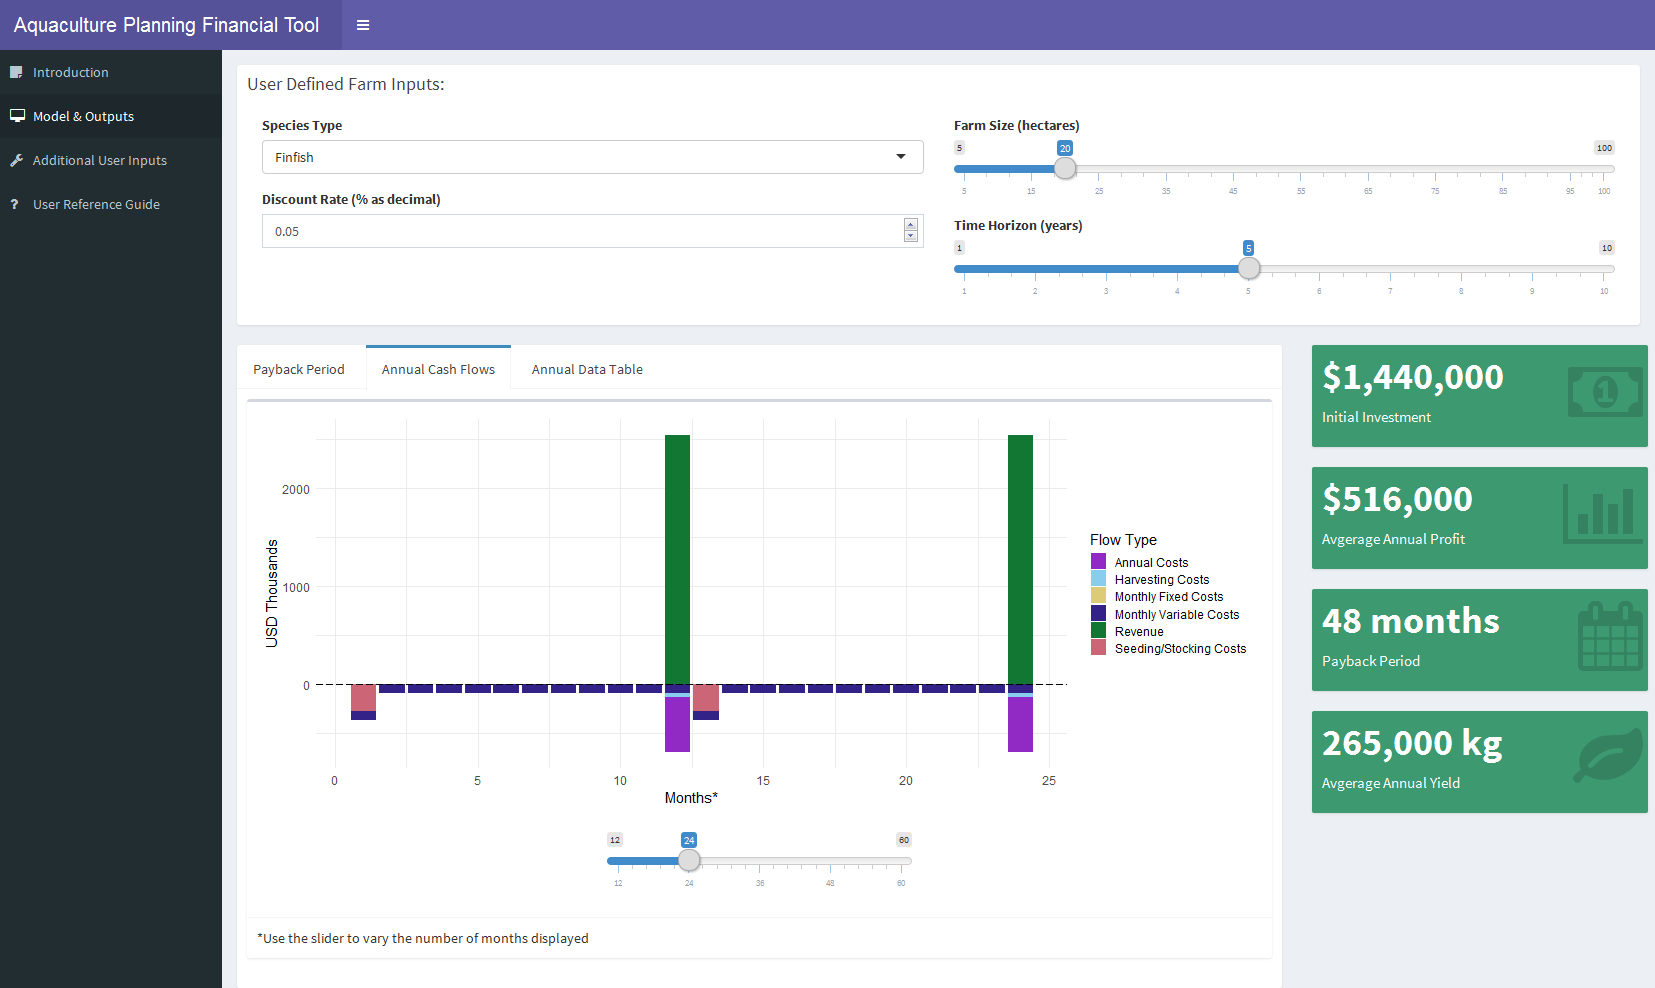 Aquaculture Planning Financial Tool
Introduction
Model & Outputs
Additional User Inputs
User Reference Guide
User Defined Farm Inputs:
Species Type
Finfish
Discount Rate (% as decimal)
0.05
Farm Size (hectares)
5 20 100
5 15 25 35 45 55 65 75 85 95 100
Time Horizon (years)
1 5 10
1 2 3 4 5 6 7 8 9 10
Payback Period Annual Cash Flows Annual Data Table
USD Thousands
2000
1000
0
0 5 10 15 20 25
Months*
Flow Type
Annual Costs
Harvesting Costs
Monthly Fixed Costs
Monthly Variable Costs
Revenue
Seeding/Stocking Costs
12 24 60
12 24 36 48 60
*Use the slider to vary the number of months displayed
$1,440,000
Initial Investment
1
$516,000
Avgerage Annual Profit
48 months
Payback Period
265,000 kg
Avgerage Annual Yield